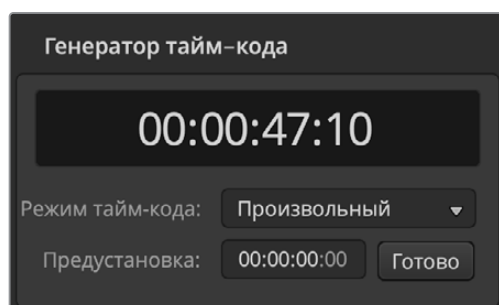 Генератор тайм-кода
00:00:47:10
Режим тайм-кода: Произвольный
Предустановка: 00:00:00:00 Готово